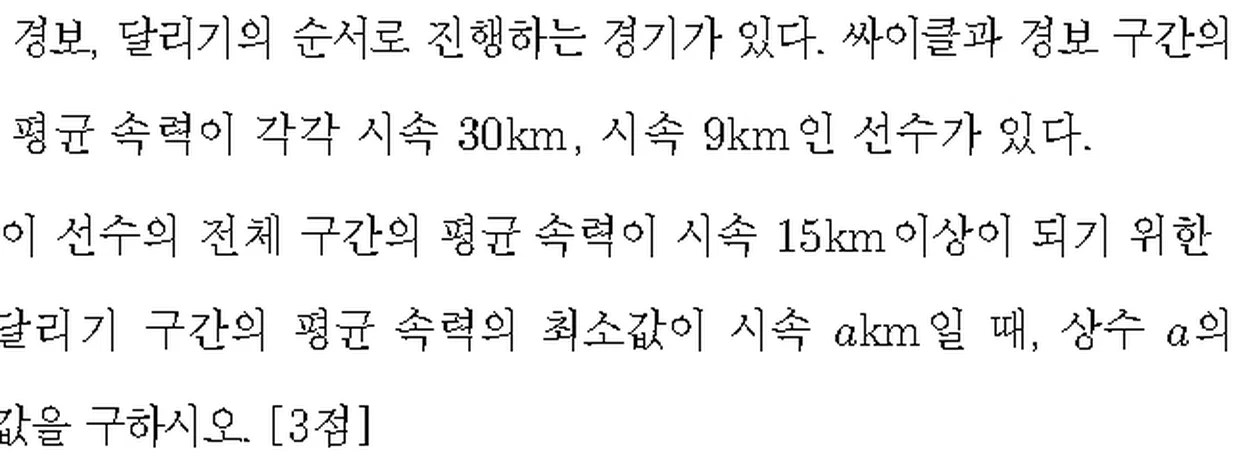 경보, 달리기의 순서로 진행하는 경기가 있다. 싸이클과 경보 구간의
평균 속력이 각각 시속 30km, 시속 9km인 선수가 있다.
이 선수의 전체 구간의 평균 속력이 시속 15km이상이 되기 위한
달리기 구간의 평균 속력의 최소값이 시속 akm일 때, 상수 a의
값을 구하시오. [3점]